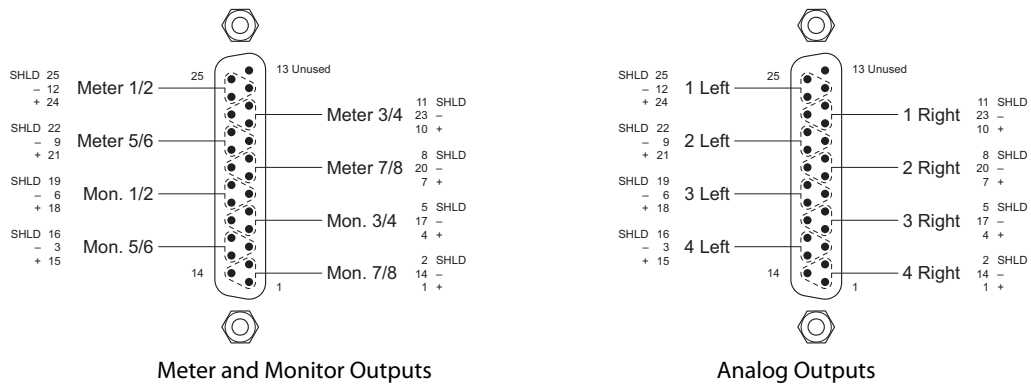 SHLD 25
– 12
+ 24
Meter 1/2
25
13 Unused
Meter 3/4
11 SHLD
23 –
10 +
SHLD 22
– 9
+ 21
Meter 5/6
Meter 7/8
8 SHLD
20 –
7 +
SHLD 19
– 6
+ 18
Mon. 1/2
Mon. 3/4
5 SHLD
17 –
4 +
SHLD 16
– 3
+ 15
Mon. 5/6
14
Mon. 7/8
2 SHLD
14 –
1 +
1
Meter and Monitor Outputs
SHLD 25
– 12
+ 24
1 Left
25
13 Unused
1 Right
11 SHLD
23 –
10 +
SHLD 22
– 9
+ 21
2 Left
2 Right
8 SHLD
20 –
7 +
SHLD 19
– 6
+ 18
3 Left
3 Right
5 SHLD
17 –
4 +
SHLD 16
– 3
+ 15
4 Left
14
4 Right
2 SHLD
14 –
1 +
1
Analog Outputs